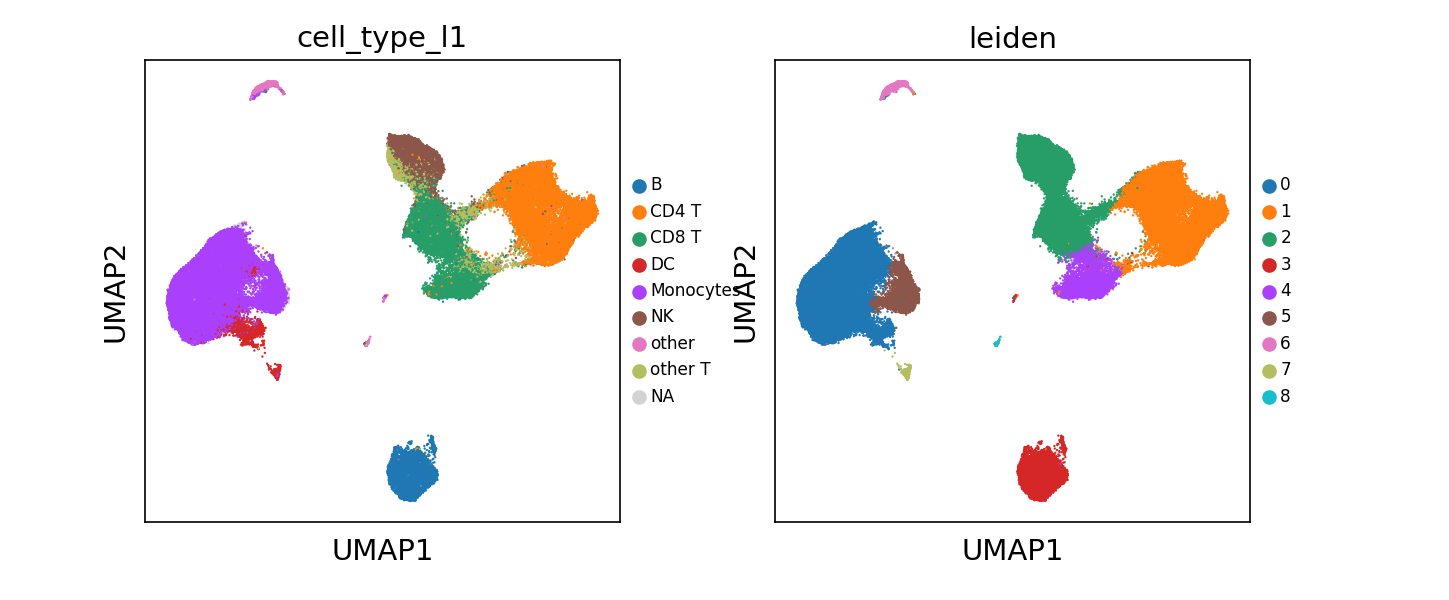 cell_type_l1
UMAP2
UMAP1
B
CD4 T
CD8 T
DC
Monocytes
NK
other
other T
NA
leiden
UMAP2
UMAP1
0
1
2
3
4
5
6
7
8